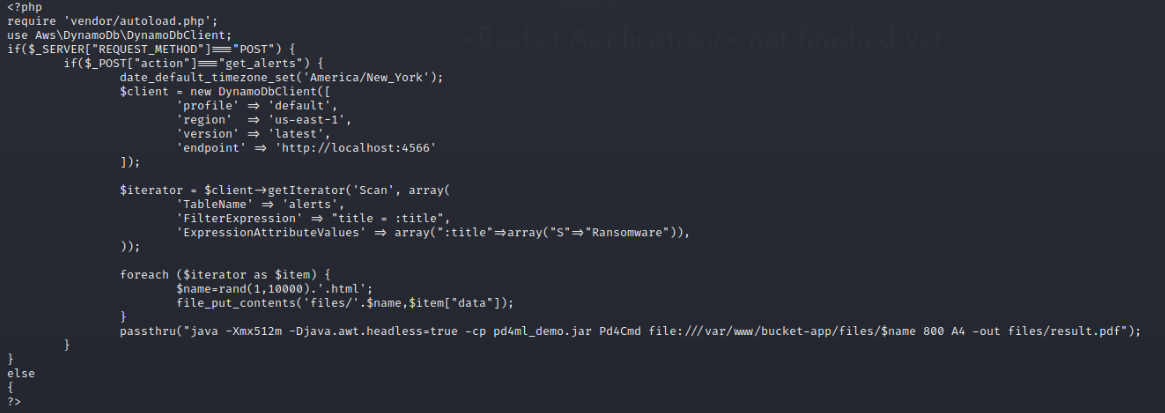 <?php
require 'vendor/autoload.php';
<Bucket Application/> not finished yet
use Aws\DynamoDb\DynamoDbClient;
if($_SERVER["REQUEST_METHOD"]==="POST") {
        if($_POST["action"]==="get_alerts") {
                date_default_timezone_set('America/New_York');
                $client = new DynamoDbClient([
                        'profile' => 'default',
                        'region'  => 'us-east-1',
                        'version' => 'latest',
                        'endpoint' => 'http://localhost:4566'
                ]);

                $iterator = $client->getIterator('Scan', array(
                        'TableName' => 'alerts',
                        'FilterExpression' => "title = :title",
                        'ExpressionAttributeValues' => array(":title"=>array("S"=>"Ransomware")),
                ));

                foreach ($iterator as $item) {
                        $name=rand(1,10000).'.html';
                        file_put_contents('files/'.$name,$item["data"]);
                }
                passthru("java -Xmx512m -Djava.awt.headless=true -cp pd4ml_demo.jar Pd4Cmd file:///var/www/bucket-app/files/$name 800 A4 -out files/result.pdf");
        }
}
else
{
?>